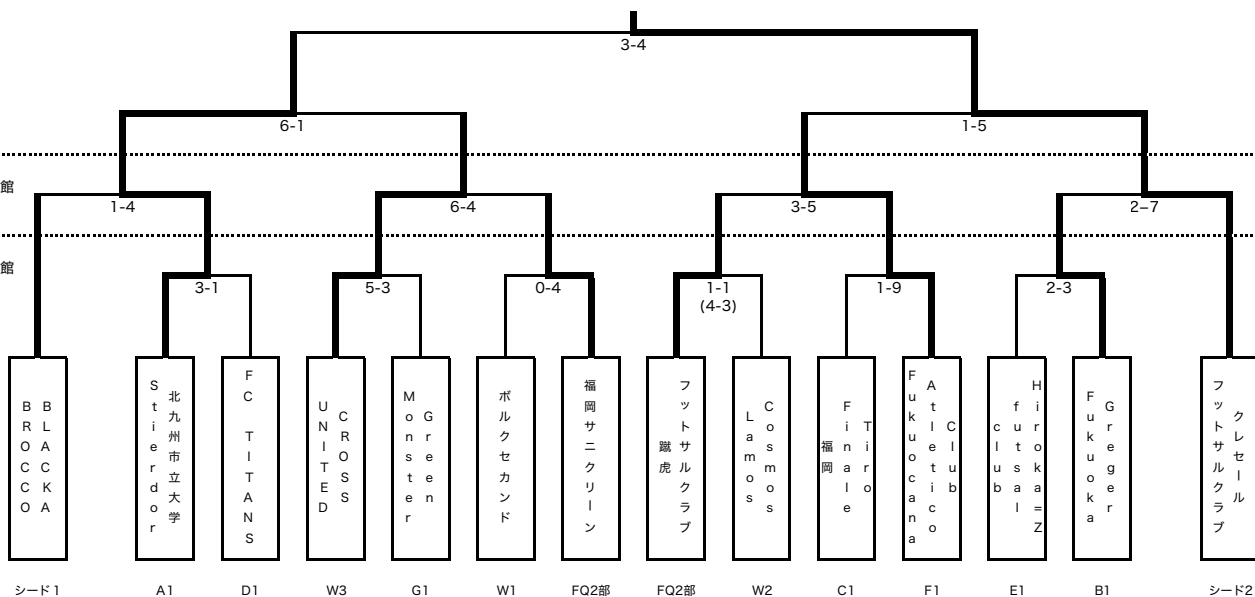 3-4
6-1
1-5
館
1-4
6-4
3-5
2−7
館
3-1
5-3
0-4
1-1
(4-3)
1-9
2-3
BLACKA
BROCCO
北九州市立大学
Stierdor
FC TITANS
CROSS
UNITED
Green
Monster
ボルクセカンド
福岡サニクリーン
フットサルクラブ
蹴虎
Cosmos
Lamos
Tiro
Finale
福岡
Club
Atletico
Fukuocana
Hiroka=Z
futsal
club
Greger
Fukuoka
クレセール
フットサルクラブ
シード1
A1
D1
W3
G1
W1
FQ2部
FQ2部
W2
C1
F1
E1
B1
シード2